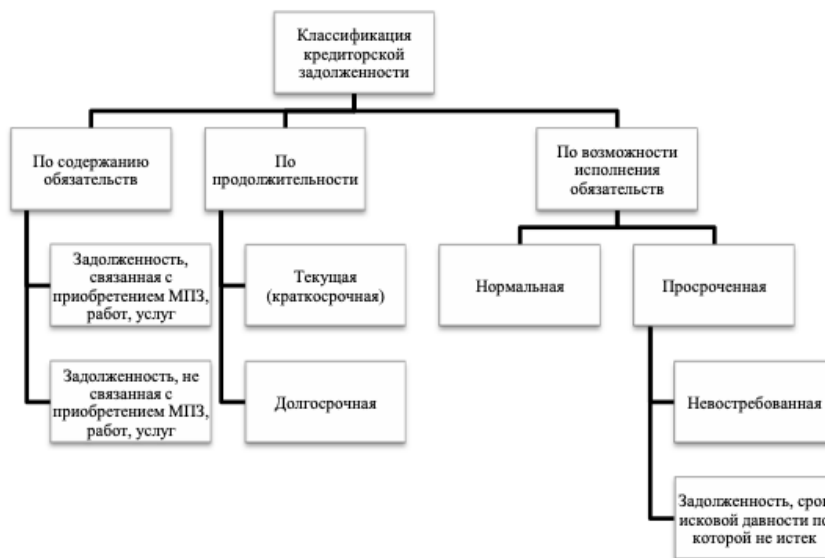 Классификация
кредиторской
задолженности
По содержанию
обязательств
По
продолжительности
По возможности
исполнения
обязательств
Задолженность,
связанная с
приобретением МПЗ,
работ, услуг
Задолженность, не
связанная с
приобретением МПЗ,
работ, услуг
Текущая
(краткосрочная)
Долгосрочная
Нормальная
Просроченная
Невостребованная
Задолженность, срок
исковой давности по
которой не истек